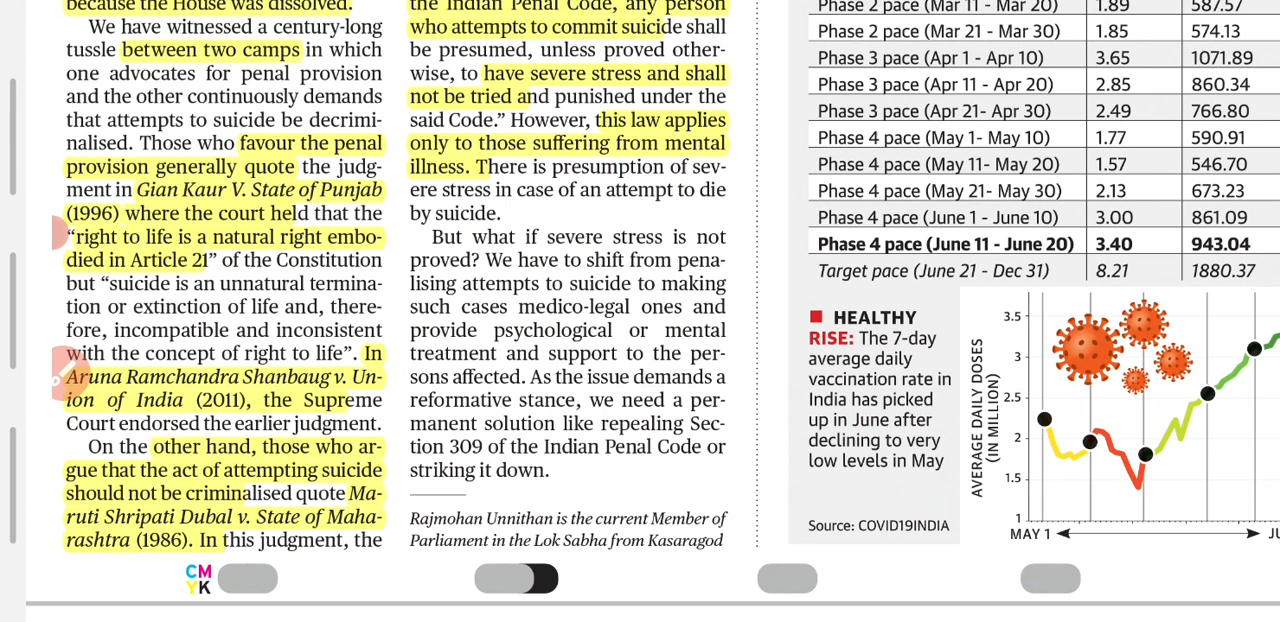 because the House was dissolved.
We have witnessed a century-long
tussle between two camps in which
one advocates for penal provision
and the other continuously demands
that attempts to suicide be decrimi-
nalised. Those who favour the penal
provision generally quote the judg-
ment in Gian Kaur V. State of Punjab
(1996) where the court held that the
“right to life is a natural right embo-
died in Article 21” of the Constitution
but “suicide is an unnatural termina-
tion or extinction of life and, there-
fore, incompatible and inconsistent
with the concept of right to life”. In
Aruna Ramchandra Shanbaug v. Un-
ion of India (2011), the Supreme
Court endorsed the earlier judgment.
On the other hand, those who ar-
gue that the act of attempting suicide
should not be criminalised quote Ma-
ruti Shripati Dubal v. State of Maha-
rashtra (1986). In this judgment, the
the Indian Penal Code, any person
who attempts to commit suicide shall
be presumed, unless proved other-
wise, to have severe stress and shall
not be tried and punished under the
said Code.” However, this law applies
only to those suffering from mental
illness. There is presumption of sev-
ere stress in case of an attempt to die
by suicide.
But what if severe stress is not
proved? We have to shift from pena-
lising attempts to suicide to making
such cases medico-legal ones and
provide psychological or mental
treatment and support to the per-
sons affected. As the issue demands a
reformative stance, we need a per-
manent solution like repealing Sec-
tion 309 of the Indian Penal Code or
striking it down.
Rajmohan Unnithan is the current Member of
Parliament in the Lok Sabha from Kasaragod
Phase 2 pace (Mar 11 - Mar 20) 1.89 587.57
Phase 2 pace (Mar 21 - Mar 30) 1.85 574.13
Phase 3 pace (Apr 1 - Apr 10) 3.65 1071.89
Phase 3 pace (Apr 11 - Apr 20) 2.85 860.34
Phase 3 pace (Apr 21- Apr 30) 2.49 766.80
Phase 4 pace (May 1- May 10) 1.77 590.91
Phase 4 pace (May 11- May 20) 1.57 546.70
Phase 4 pace (May 21- May 30) 2.13 673.23
Phase 4 pace (June 1 - June 10) 3.00 861.09
Phase 4 pace (June 11 - June 20) 3.40 943.04
Target pace (June 21 - Dec 31) 8.21 1880.37
HEALTHY
RISE: The 7-day
average daily
vaccination rate in
India has picked
up in June after
declining to very
low levels in May
Source: COVID19INDIA
AVERAGE DAILY DOSES
(IN MILLION)
3.5
3
2.5
2
1.5
1
MAY 1
JU
CM
YK